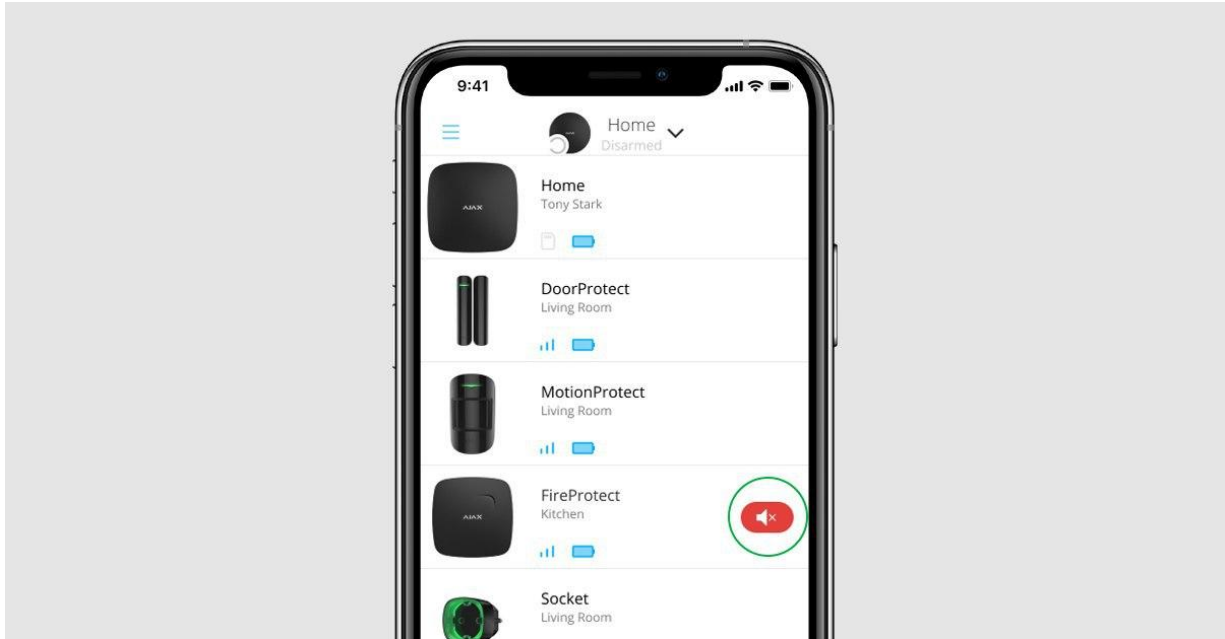 9:41
Home
Disarmed
AJAX
Home
Tony Stark
DoorProtect
Living Room
MotionProtect
Living Room
AJAX
FireProtect
Kitchen
Socket
Living Room